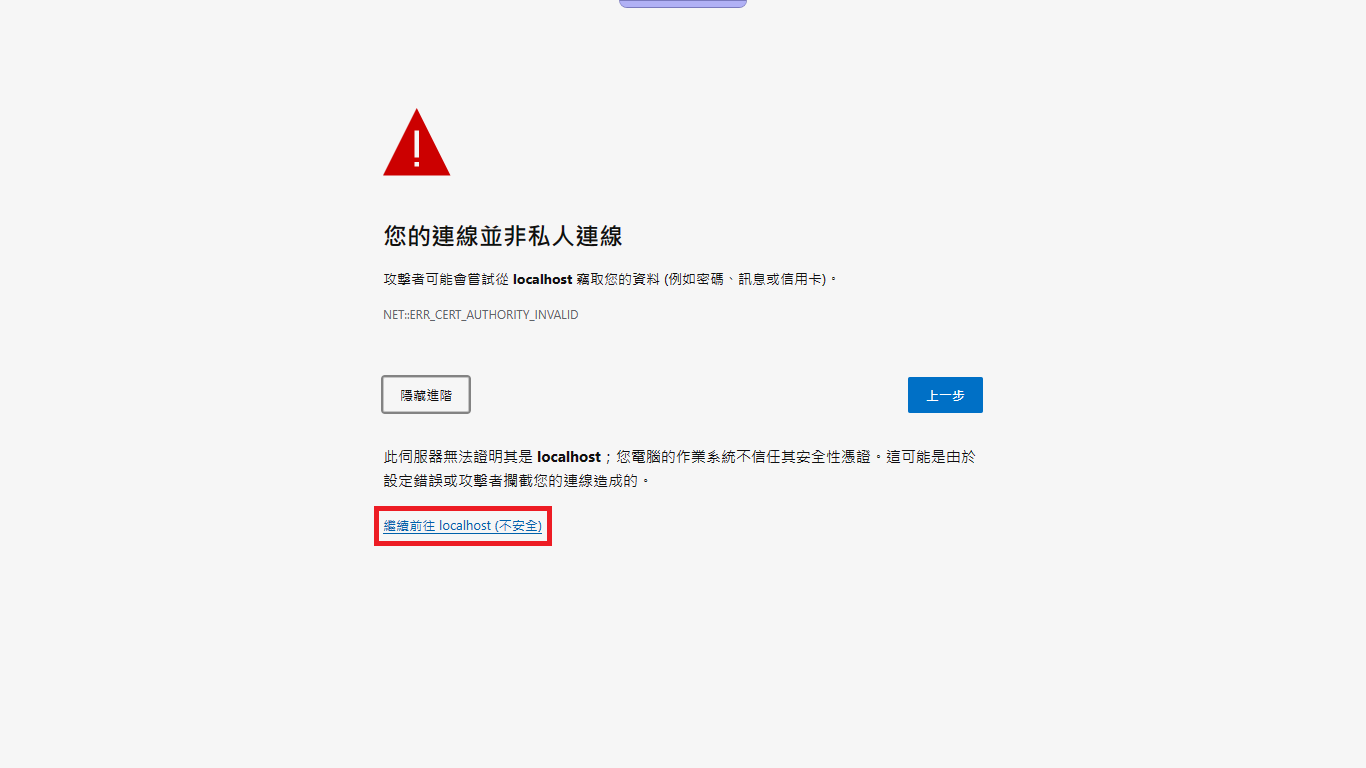 您的連線並非私人連線
攻擊者可能會嘗試從 localhost 竊取您的資料 (例如密碼、訊息或信用卡)。
NET::ERR_CERT_AUTHORITY_INVALID
隱藏進階
上一步
此伺服器無法證明其是 localhost；您電腦的作業系統不信任其安全性憑證。這可能是由於
設定錯誤或攻擊者攔截您的連線造成的。
繼續前往 localhost (不安全)